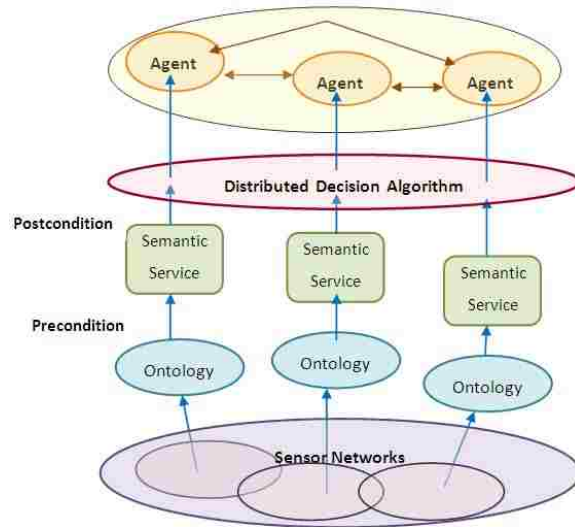 Agent
Agent
Agent
Distributed Decision Algorithm
Postcondition
Semantic
Service
Semantic
Service
Semantic
Service
Precondition
Ontology
Ontology
Ontology
Sensor Networks